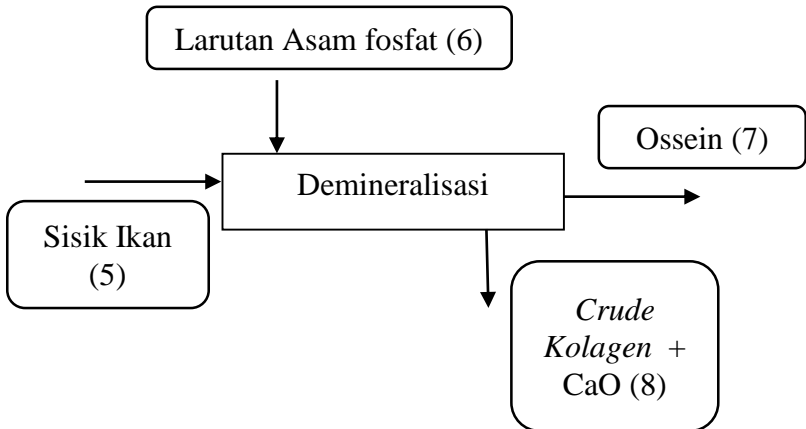 Larutan Asam fosfat (6)
Ossein (7)
Demineralisasi
Sisik Ikan
(5)
Crude
Kolagen +
CaO (8)